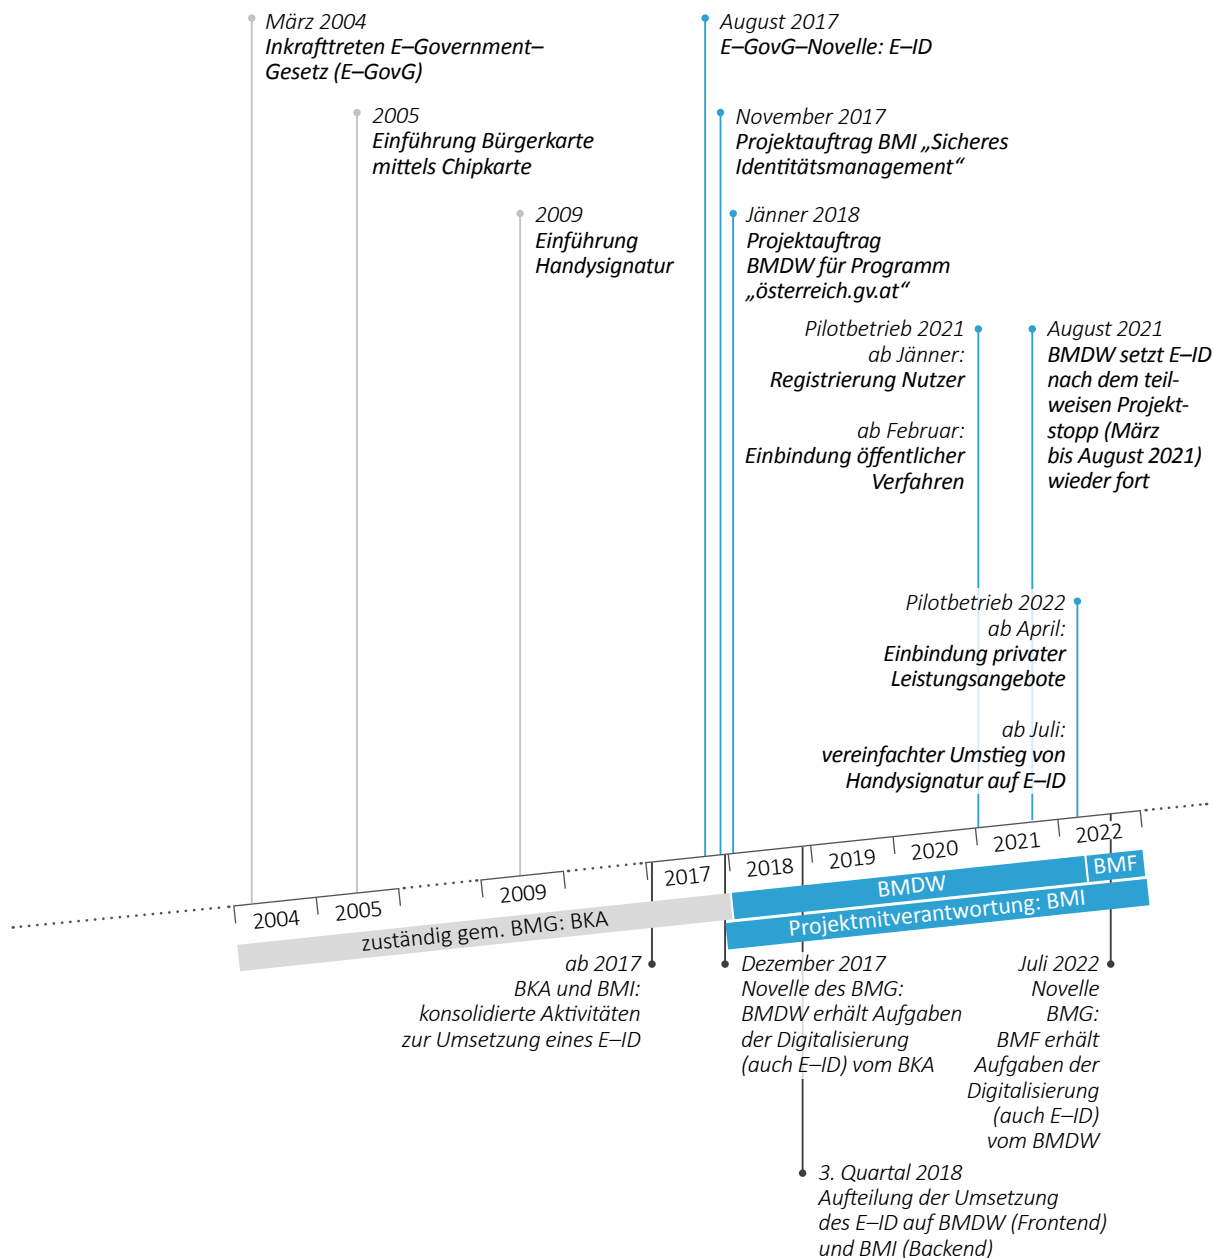 März 2004
Inkrafttreten E–Government–
Gesetz (E–GovG)
2005
Einführung Bürgerkarte
mittels Chipkarte
2009
Einführung
Handysignatur
August 2017
E–GovG–Novelle: E–ID
November 2017
Projektauftrag BMI „Sicheres
Identitätsmanagement“
Jänner 2018
Projektauftrag
BMDW für Programm
„österreich.gv.at“
Pilotbetrieb 2021
ab Jänner:
Registrierung Nutzer
ab Februar:
Einbindung öffentlicher
Verfahren
August 2021
BMDW setzt E–ID
nach dem teil-
weisen Projekt-
stopp (März
bis August 2021)
wieder fort
Pilotbetrieb 2022
ab April:
Einbindung privater
Leistungsangebote
ab Juli:
vereinfachter Umstieg von
Handysignatur auf E–ID
2004
2005
2009
2017
2018
2019
2020
2021
2022
zuständig gem. BMG: BKA
BMDW
BMF
Projektmitverantwortung: BMI
ab 2017
BKA und BMI:
konsolidierte Aktivitäten
zur Umsetzung eines E–ID
Dezember 2017
Novelle des BMG:
BMDW erhält Aufgaben
der Digitalisierung
(auch E–ID) vom BKA
Juli 2022
Novelle
BMG:
BMF erhält
Aufgaben der
Digitalisierung
(auch E–ID)
vom BMDW
3. Quartal 2018
Aufteilung der Umsetzung
des E–ID auf BMDW (Frontend)
und BMI (Backend)